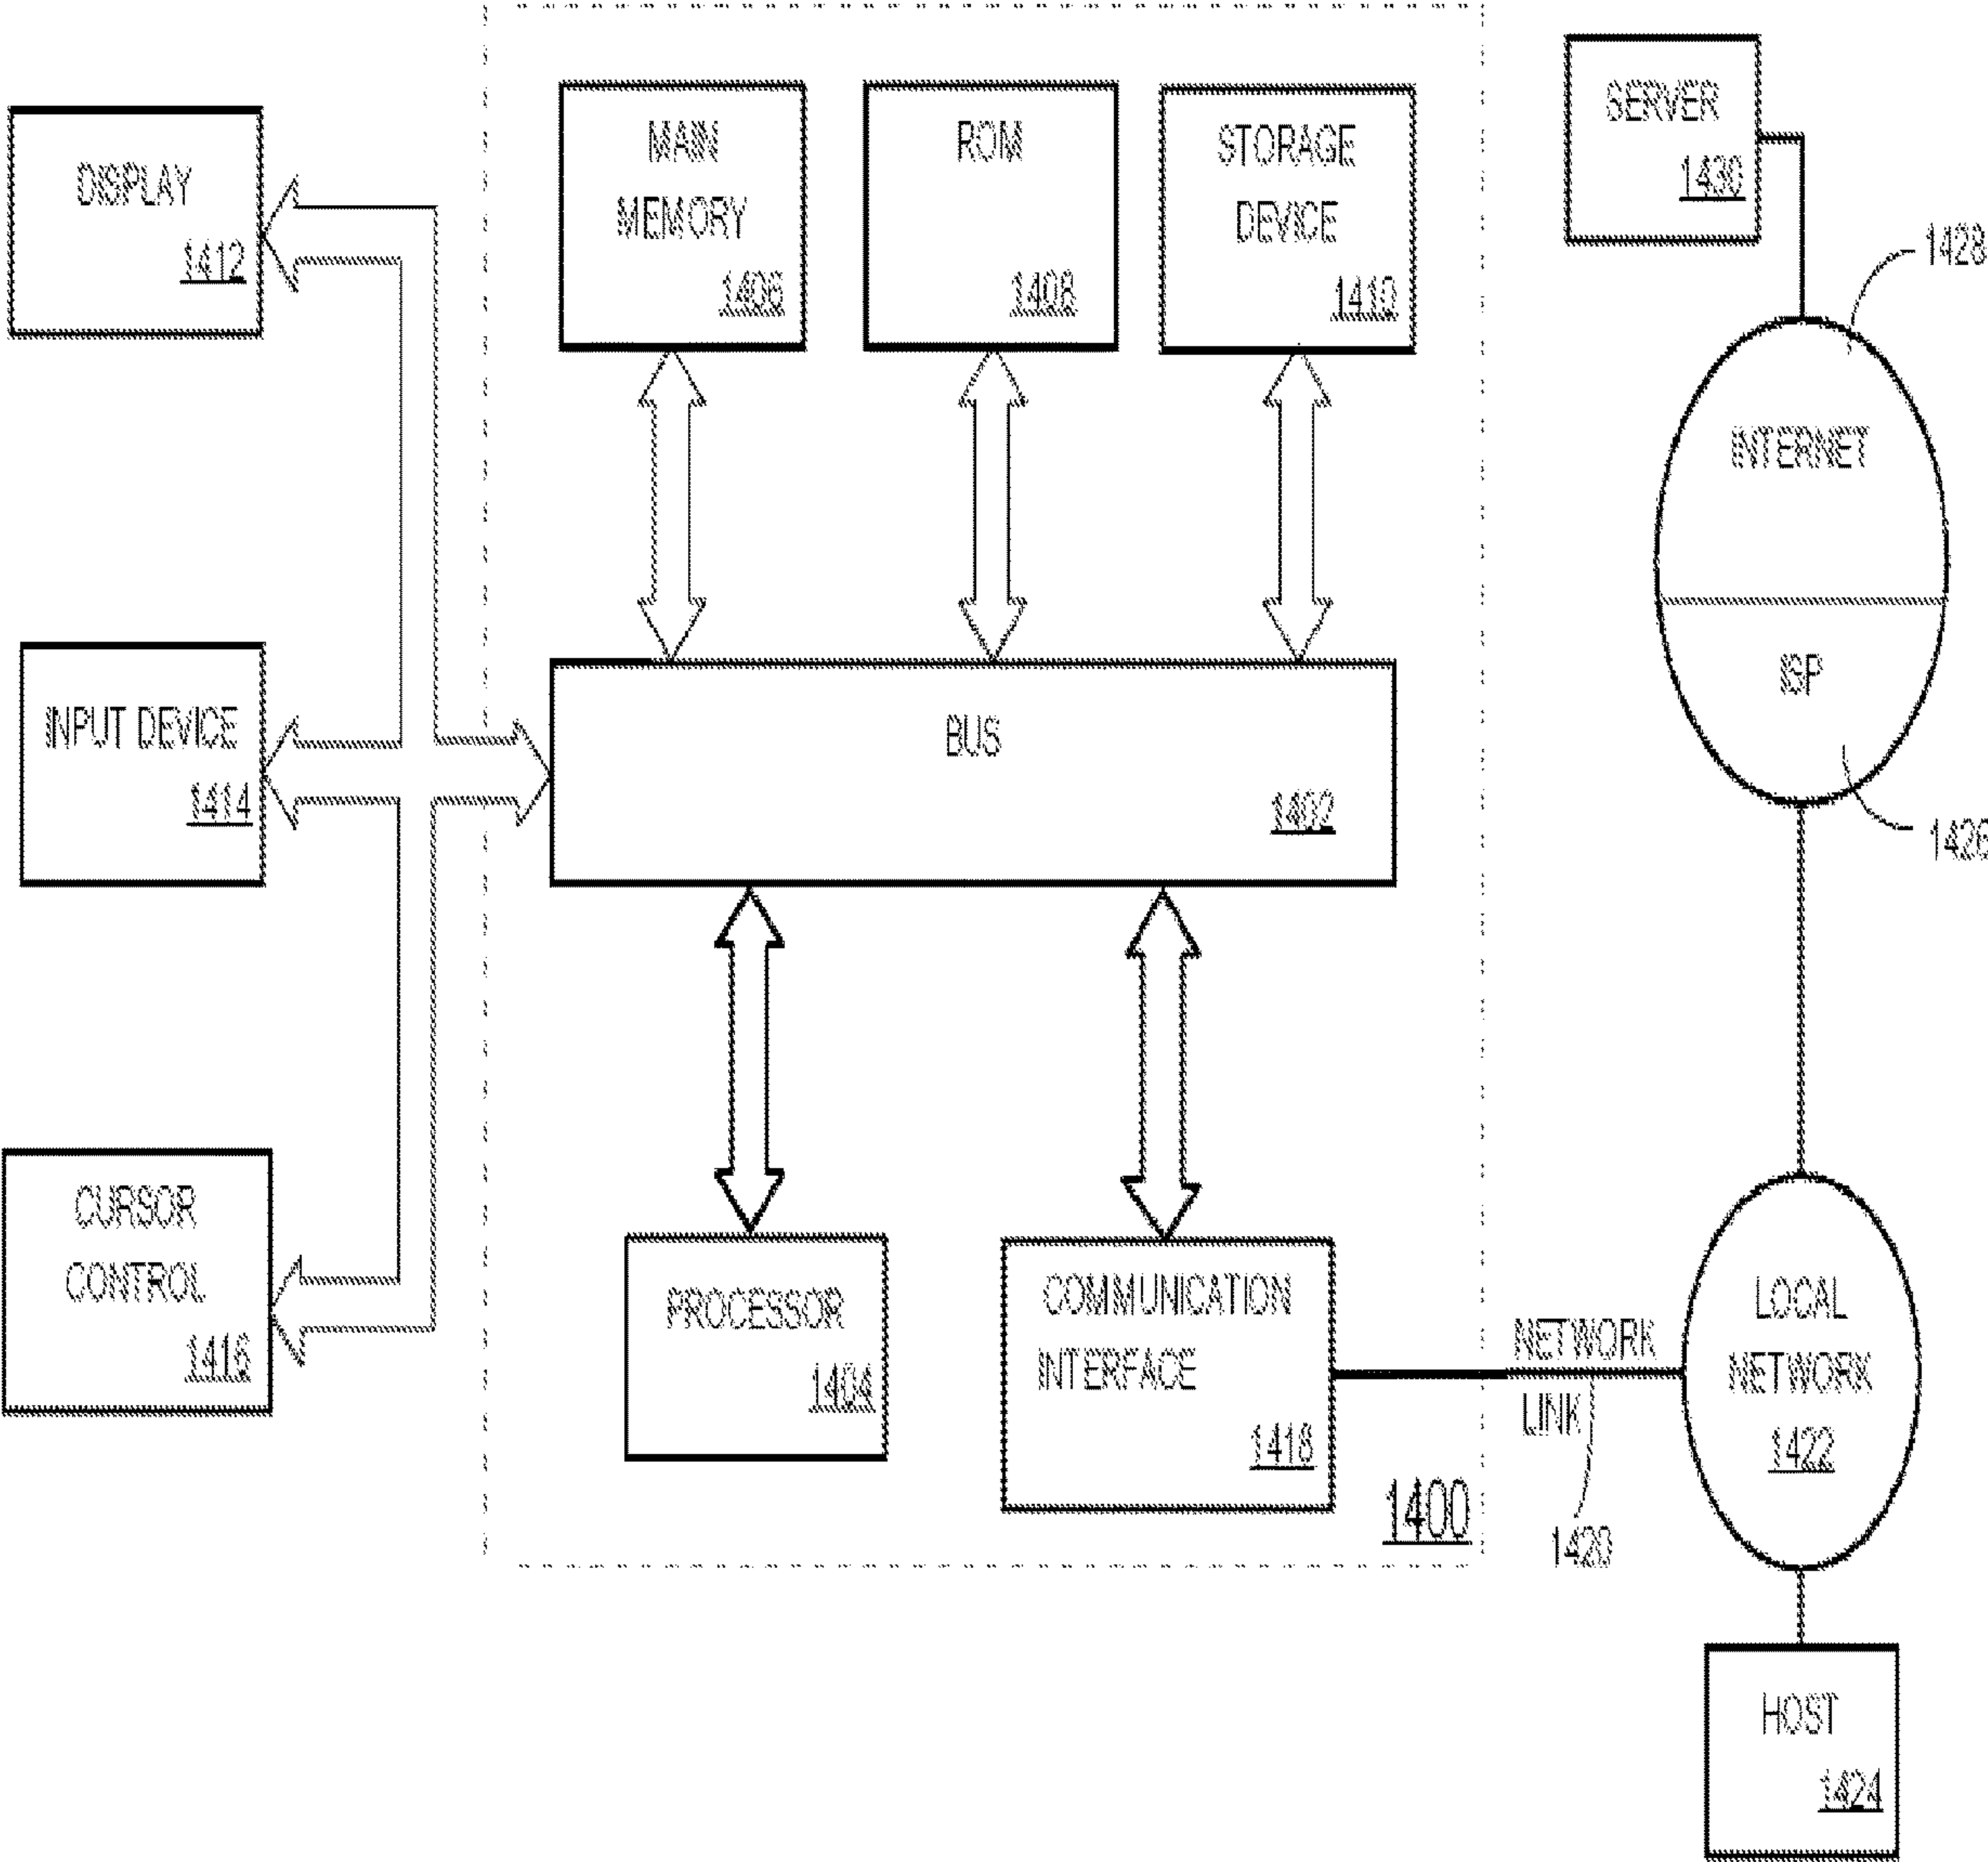 DISPLAY
1412
INPUT DEVICE
1414
CURSOR
CONTROL
1416
MAIN
MEMORY
1406
ROM
1408
STORAGE
DEVICE
1410
BUS
1402
PROCESSOR
1404
COMMUNICATION
INTERFACE
1418
1400
SERVER
1430
1428
INTERNET
ISP
1426
NETWORK
LINK
1420
LOCAL
NETWORK
1422
HOST
1424